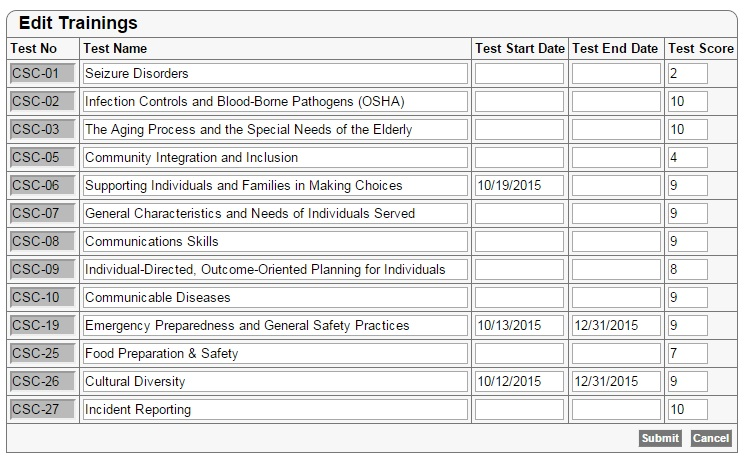 Edit Trainings
Test No Test Name Test Start Date Test End Date Test Score
CSC-01 Seizure Disorders 2
CSC-02 Infection Controls and Blood-Borne Pathogens (OSHA) 10
CSC-03 The Aging Process and the Special Needs of the Elderly 10
CSC-05 Community Integration and Inclusion 4
CSC-06 Supporting Individuals and Families in Making Choices 10/19/2015 9
CSC-07 General Characteristics and Needs of Individuals Served 9
CSC-08 Communications Skills 9
CSC-09 Individual-Directed, Outcome-Oriented Planning for Individuals 8
CSC-10 Communicable Diseases 9
CSC-19 Emergency Preparedness and General Safety Practices 10/13/2015 12/31/2015 9
CSC-25 Food Preparation & Safety 7
CSC-26 Cultural Diversity 10/12/2015 12/31/2015 9
CSC-27 Incident Reporting 10
Submit Cancel